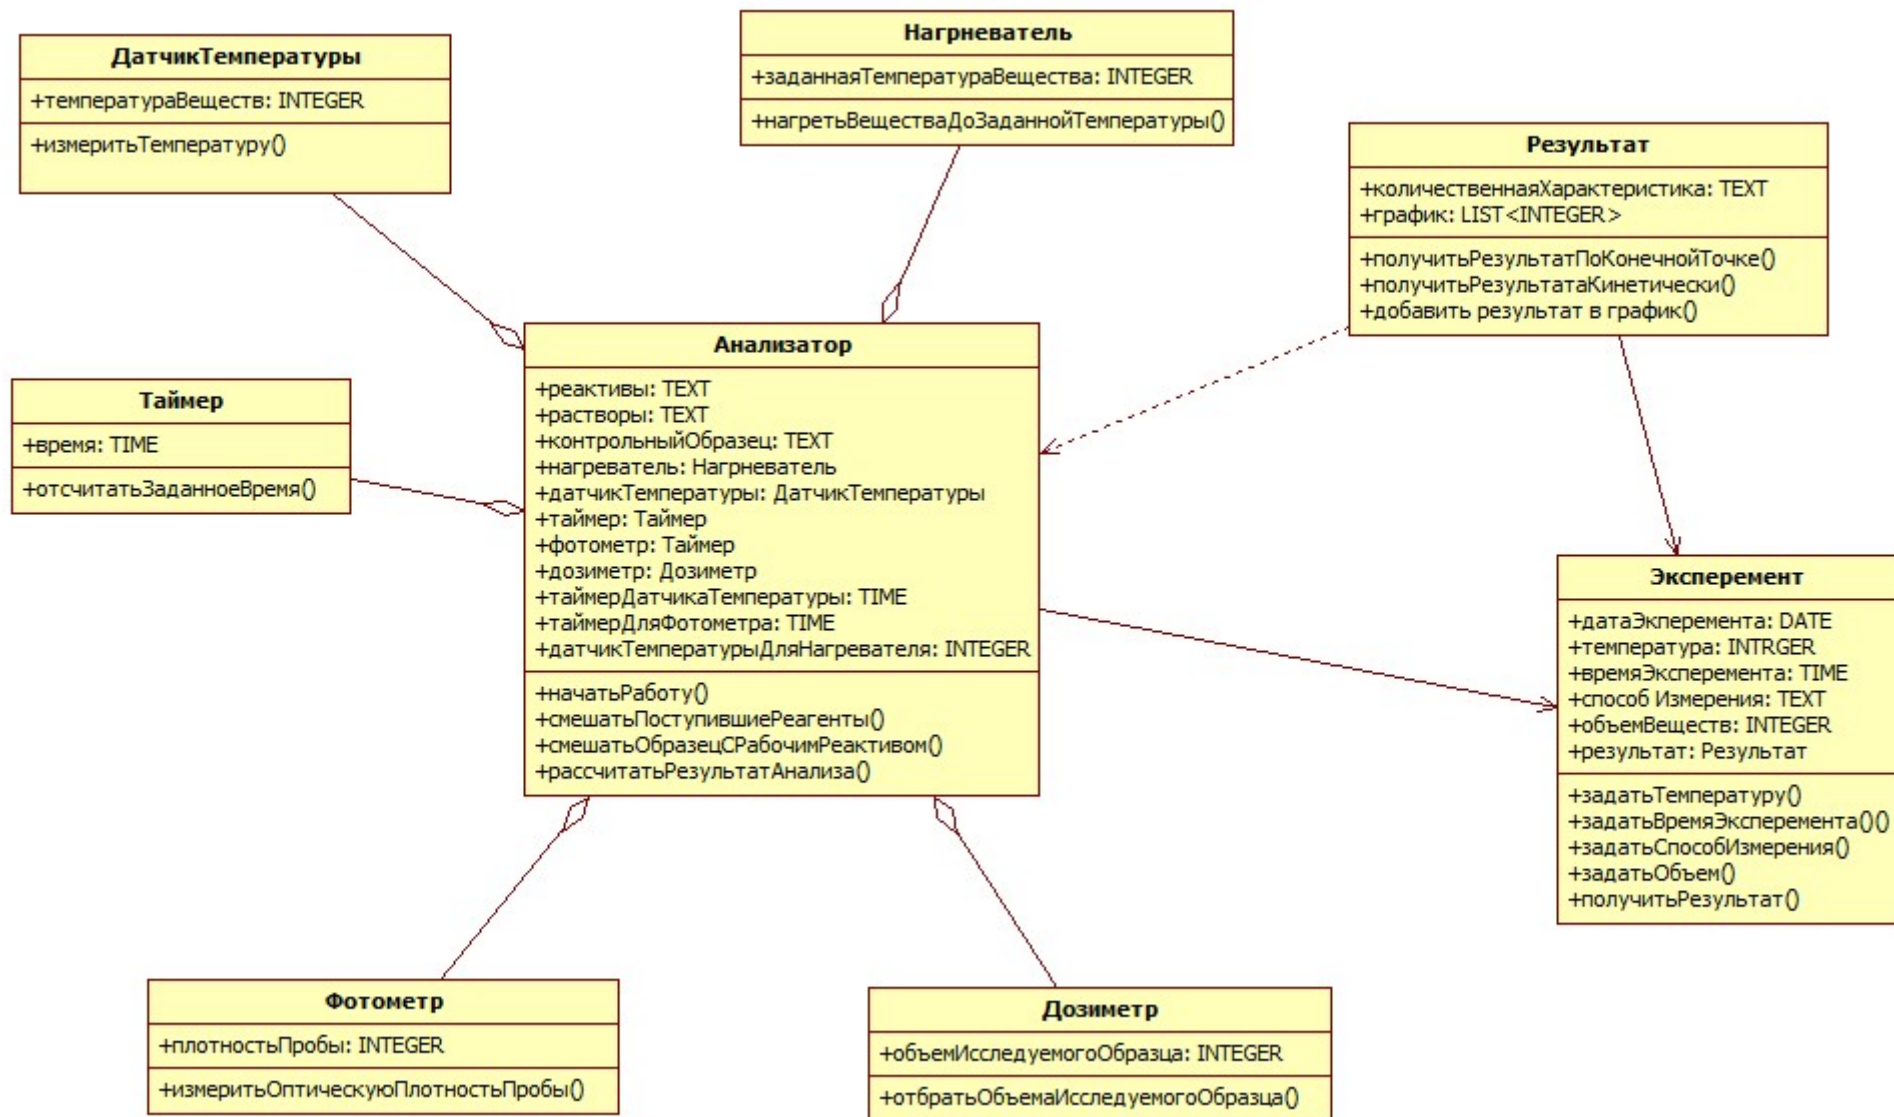 ДатчикТемпературы
+температураВеществ: INTEGER
+измеритьТемпературу()
Нагрневатель
+заданнаяТемператураВещества: INTEGER
+нагретьВеществаДоЗаданнойТемпературы()
Результат
+количественнаяХарактеристика: TEXT
+график: LIST<INTEGER>
+получитьРезультатПоКонечнойТочке()
+получитьРезультатаКинетически()
+добавить результат в график()
Таймер
+время: TIME
+отсчитатьЗаданноеВремя()
Анализатор
+реактивы: TEXT
+растворы: TEXT
+контрольныйОбразец: TEXT
+нагреватель: Нагрневатель
+датчикТемпературы: ДатчикТемпературы
+таймер: Таймер
+фотометр: Таймер
+дозиметр: Дозиметр
+таймерДатчикаТемпературы: TIME
+таймерДляФотометра: TIME
+датчикТемпературыДляНагревателя: INTEGER
+начатьРаботу()
+смешатьПоступившиеРеагенты()
+смешатьОбразецСРабочимРеактивом()
+рассчитатьРезультатАнализа()
Эксперемент
+датаЭкперемента: DATE
+температура: INTRGER
+времяЭксперемента: TIME
+способ Измерения: TEXT
+объемВеществ: INTEGER
+результат: Результат
+задатьТемпературу()
+задатьВремяЭксперемента()()
+задатьСпособИзмерения()
+задатьОбъем()
+получитьРезультат()
Фотометр
+плотностьПробы: INTEGER
+измеритьОптическуюПлотностьПробы()
Дозиметр
+объемИсследуемогоОбразца: INTEGER
+отбратьОбъемаИсследуемогоОбразца()